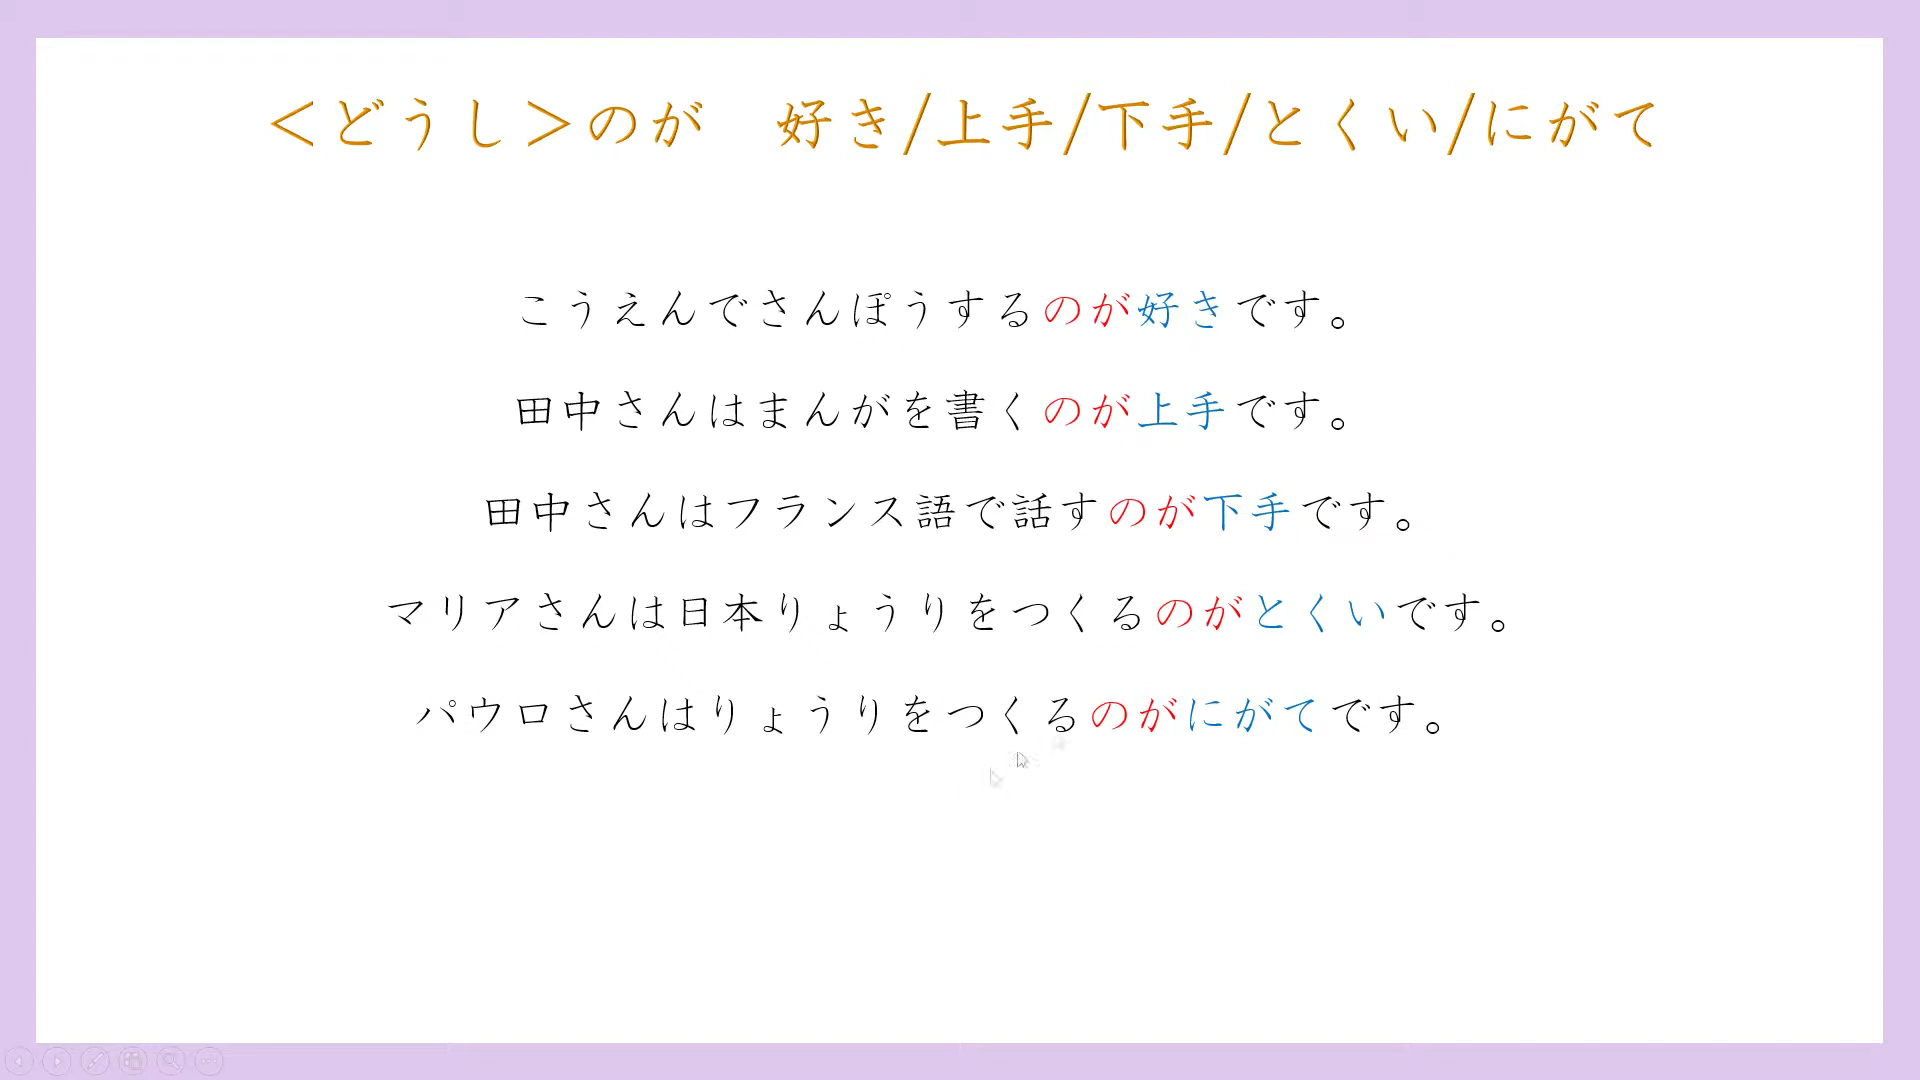 ＜どうし＞のが　好き/上手/下手/とくい/にがて
こうえんでさんぽうするのが好きです。
田中さんはまんがを書くのが上手です。
田中さんはフランス語で話すのが下手です。
マリアさんは日本りょうりをつくるのがとくいです。
パウロさんはりょうりをつくるのがにがてです。